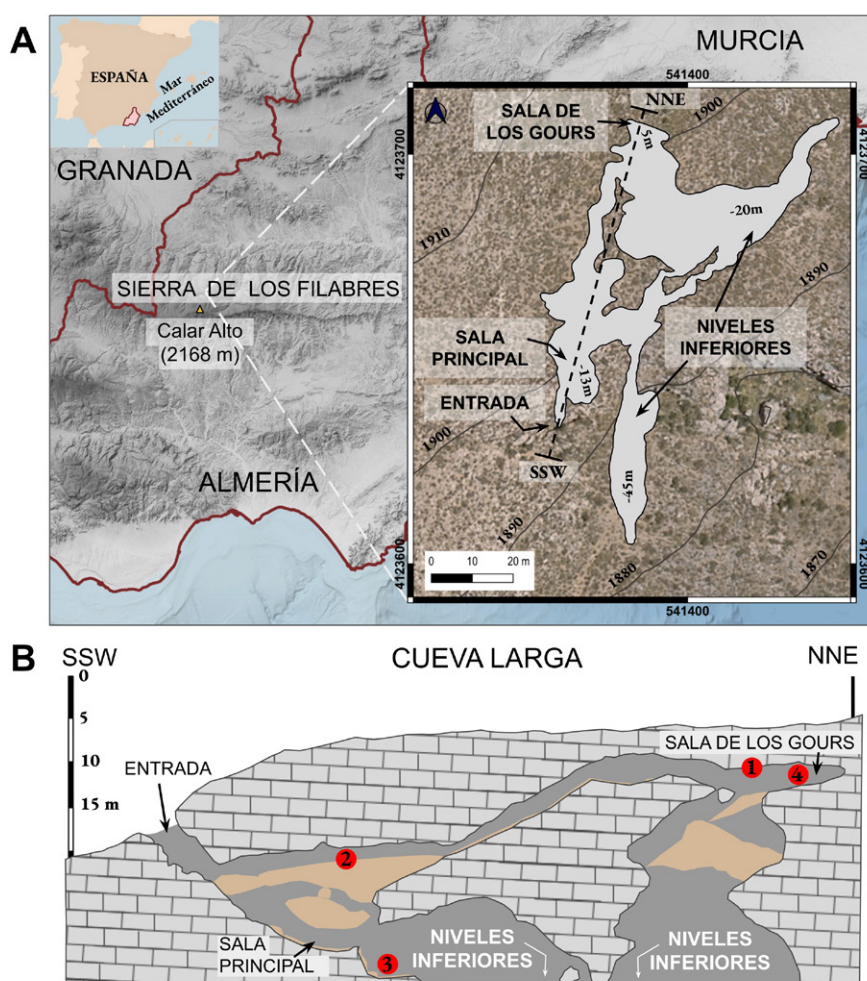 A
ESPAÑA
Mar
Mediterráneo
GRANADA
MURCIA
SIERRA DE LOS FILABRES
Calar Alto
(2168 m)
ALMERÍA
541400
4123700
4123700
SALA DE
LOS GOURS
NNE
1900
5m
-20m
1910
1890
NIVELES
INFERIORES
SALA
PRINCIPAL
-13m
ENTRADA
1900
SSW
-45m
1890
1880
1870
0 10 20 m
4123600
4123600
541400
B
SSW
CUEVA LARGA
NNE
0
5
10
15 m
ENTRADA
1
4
SALA DE LOS GOURS
2
SALA
PRINCIPAL
3
NIVELES
INFERIORES
NIVELES
INFERIORES